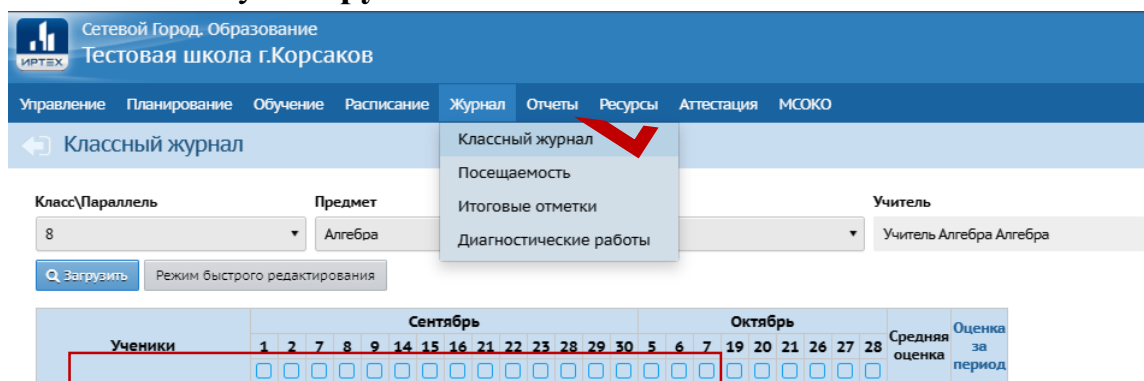 Сетевой Город. Образование
ИРТЕХ
Тестовая школа г.Корсаков
Управление Планирование Обучение Расписание Журнал Отчеты Ресурсы Аттестация МСОКО
Классный журнал
Классный журнал
Посещаемость
Итоговые отметки
Диагностические работы
Класс\Параллель Предмет Учитель
8 Алгебра Учитель Алгебра Алгебра
Загрузить Режим быстрого редактирования
Сентябрь Октябрь
Ученики 1 2 7 8 9 14 15 16 21 22 23 28 29 30 5 6 7 19 20 21 26 27 28 Средняя оценка Оценка за период